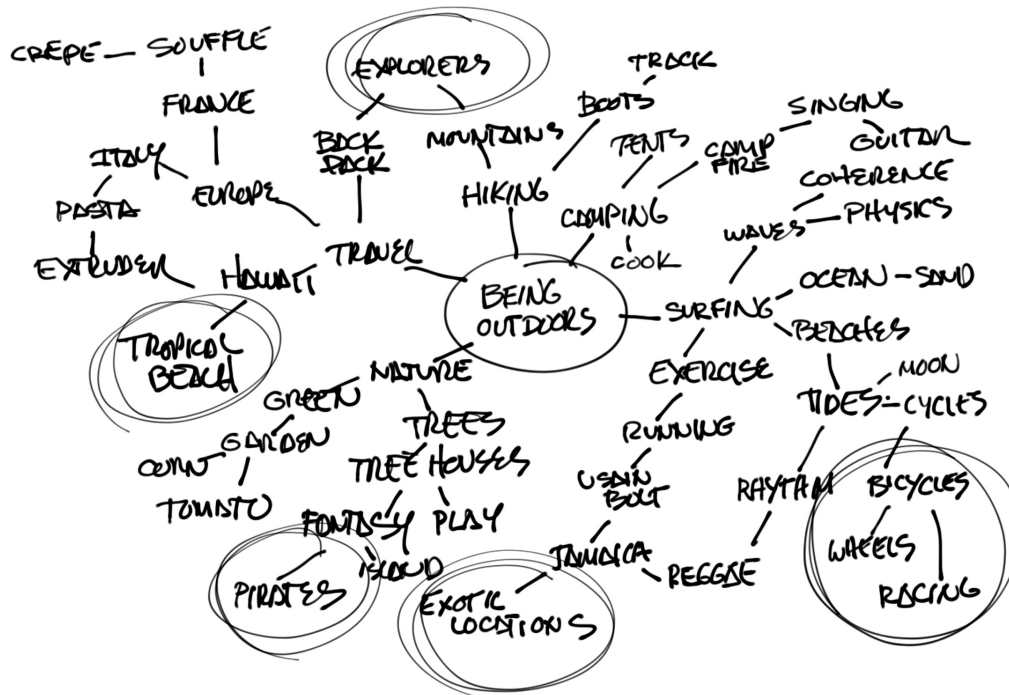 CREPE
SOUFFLE
FRANCE
ITALY
EUROPE
PASTA
EXTRUDER
HAWAII
TROPICAL
BEACH
TRAVEL
BACK
PACK
EXPLORERS
MOUNTAINS
HIKING
BOOTS
TRACK
TENTS
CAMPING
COOK
CAMP
FIRE
SINGING
GUITAR
BEING
OUTDOORS
SURFING
WAVES
COHERENCE
PHYSICS
OCEAN
SAND
BEACHES
TIDES
MOON
CYCLES
BICYCLES
WHEELS
RACING
RHYTHM
REGGAE
EXERCISE
RUNNING
USAIN
BOLT
JAMAICA
EXOTIC
LOCATIONS
NATURE
GREEN
GARDEN
CORN
TOMATO
TREES
TREE HOUSES
PLAY
FANTASY
ISLAND
PIRATES